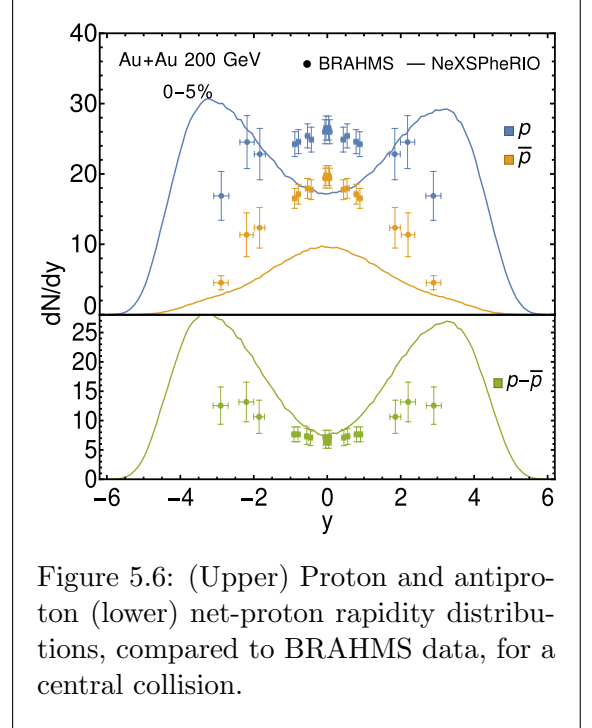 40
Au+Au 200 GeV
● BRAHMS — NeXSPheRIO
0−5%
30
p
p̅
20
10
0
dN/dy
25
20
p−p̅
15
10
5
0
−6 −4 −2 0 2 4 6
y
Figure 5.6: (Upper) Proton and antipro-
ton (lower) net-proton rapidity distribu-
tions, compared to BRAHMS data, for a
central collision.